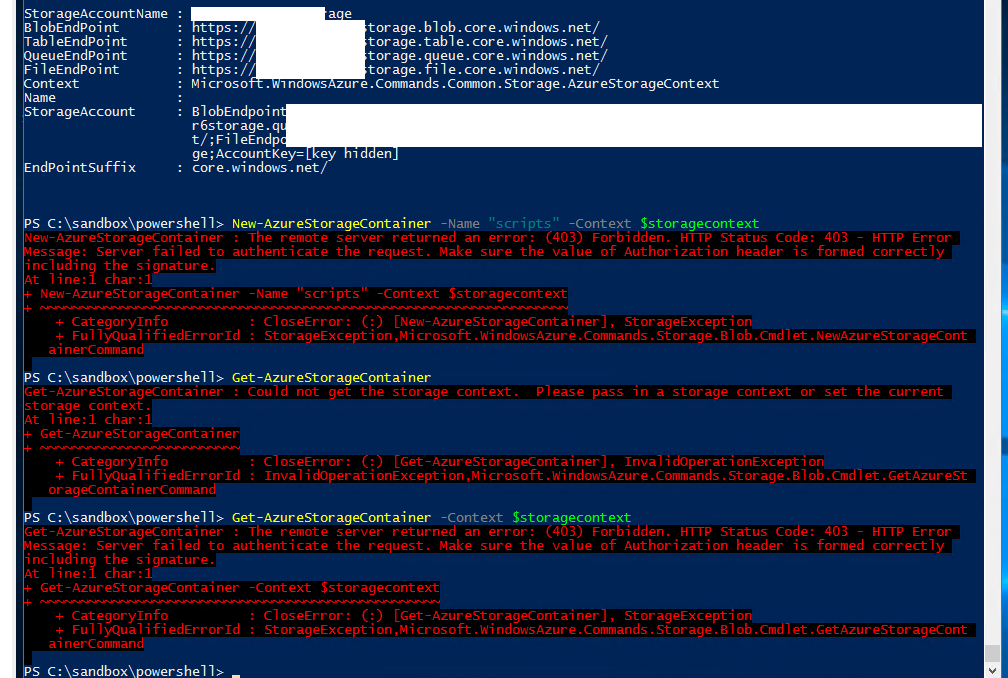 StorageAccountName : rage
BlobEndPoint : https:// storage.blob.core.windows.net/
TableEndPoint : https:// storage.table.core.windows.net/
QueueEndPoint : https:// storage.queue.core.windows.net/
FileEndPoint : https:// storage.file.core.windows.net/
Context : Microsoft.WindowsAzure.Commands.Common.Storage.AzureStorageContext
Name :
StorageAccount : BlobEndpoint
r6storage.qu
t/;FileEndpo
ge;AccountKey=[key hidden]
EndPointSuffix : core.windows.net/
PS C:\sandbox\powershell> New-AzureStorageContainer -Name "scripts" -Context $storagecontext
New-AzureStorageContainer : The remote server returned an error: (403) Forbidden. HTTP Status Code: 403 - HTTP Error
Message: Server failed to authenticate the request. Make sure the value of Authorization header is formed correctly
including the signature.
At line:1 char:1
+ New-AzureStorageContainer -Name "scripts" -Context $storagecontext
+ ~~~~~~~~~~~~~~~~~~~~~~~~~~~~~~~~~~~~~~~~~~~~~~~~~~~~~~~~~~~~~~~~~~
+ CategoryInfo : CloseError: (:) [New-AzureStorageContainer], StorageException
+ FullyQualifiedErrorId : StorageException,Microsoft.WindowsAzure.Commands.Storage.Blob.Cmdlet.NewAzureStorageCont
ainerCommand
PS C:\sandbox\powershell> Get-AzureStorageContainer
Get-AzureStorageContainer : Could not get the storage context.  Please pass in a storage context or set the current
storage context.
At line:1 char:1
+ Get-AzureStorageContainer
+ ~~~~~~~~~~~~~~~~~~~~~~~~~
+ CategoryInfo : CloseError: (:) [Get-AzureStorageContainer], InvalidOperationException
+ FullyQualifiedErrorId : InvalidOperationException,Microsoft.WindowsAzure.Commands.Storage.Blob.Cmdlet.GetAzureSt
orageContainerCommand
PS C:\sandbox\powershell> Get-AzureStorageContainer -Context $storagecontext
Get-AzureStorageContainer : The remote server returned an error: (403) Forbidden. HTTP Status Code: 403 - HTTP Error
Message: Server failed to authenticate the request. Make sure the value of Authorization header is formed correctly
including the signature.
At line:1 char:1
+ Get-AzureStorageContainer -Context $storagecontext
+ ~~~~~~~~~~~~~~~~~~~~~~~~~~~~~~~~~~~~~~~~~~~~~~~~~~
+ CategoryInfo : CloseError: (:) [Get-AzureStorageContainer], StorageException
+ FullyQualifiedErrorId : StorageException,Microsoft.WindowsAzure.Commands.Storage.Blob.Cmdlet.GetAzureStorageCont
ainerCommand
PS C:\sandbox\powershell> _